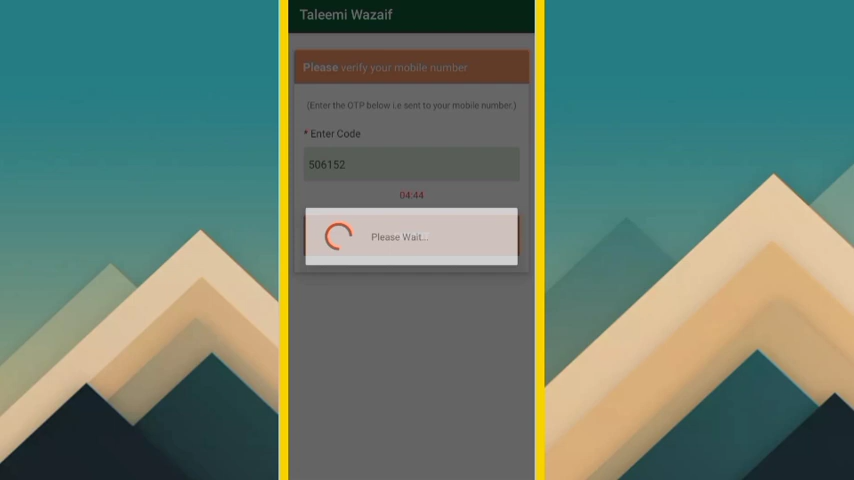 Taleemi Wazaif
Please verify your mobile number
(Enter the OTP below i.e sent to your mobile number.)
* Enter Code
506152
04:44
Please Wait...